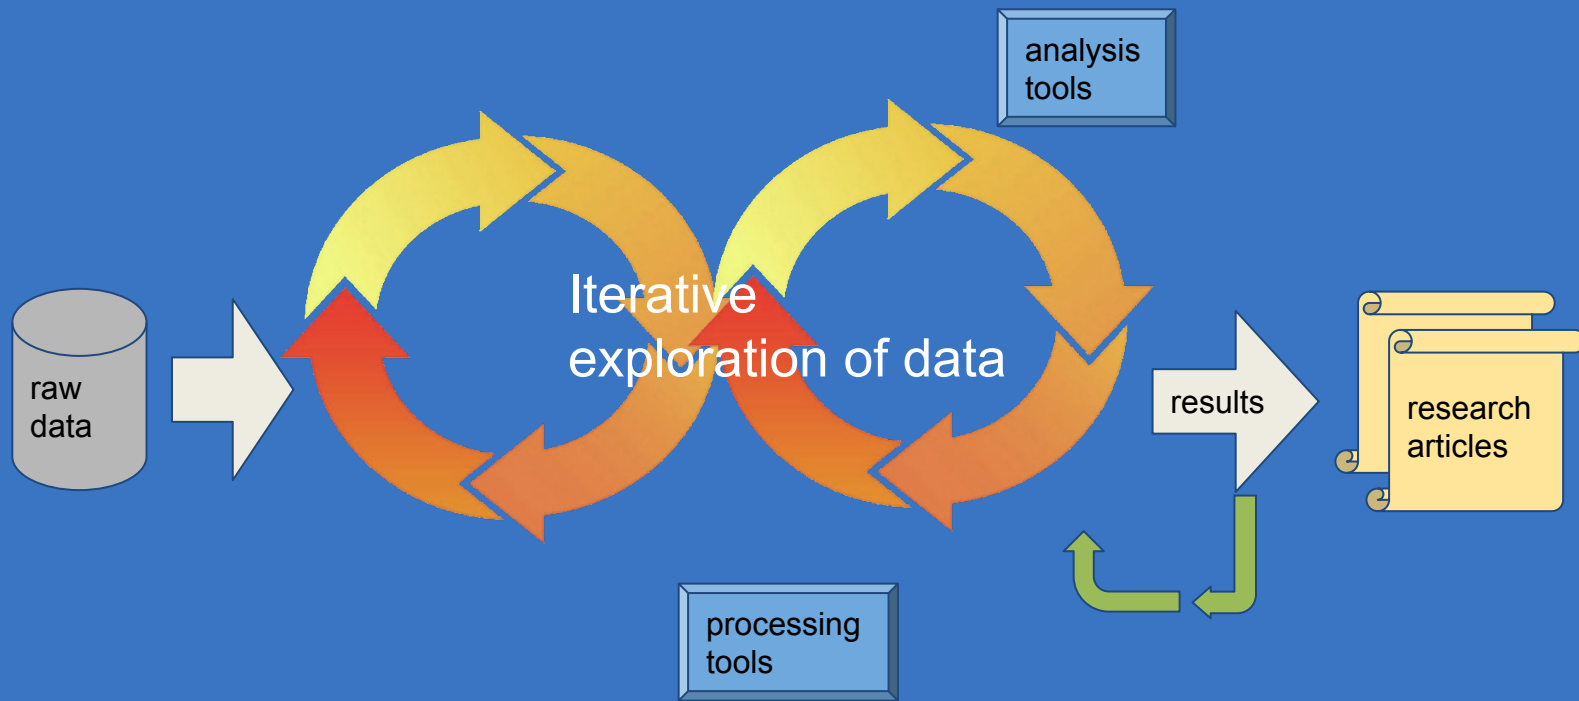 analysis
tools
Iterative
exploration of data
raw
data
results
research
articles
processing
tools